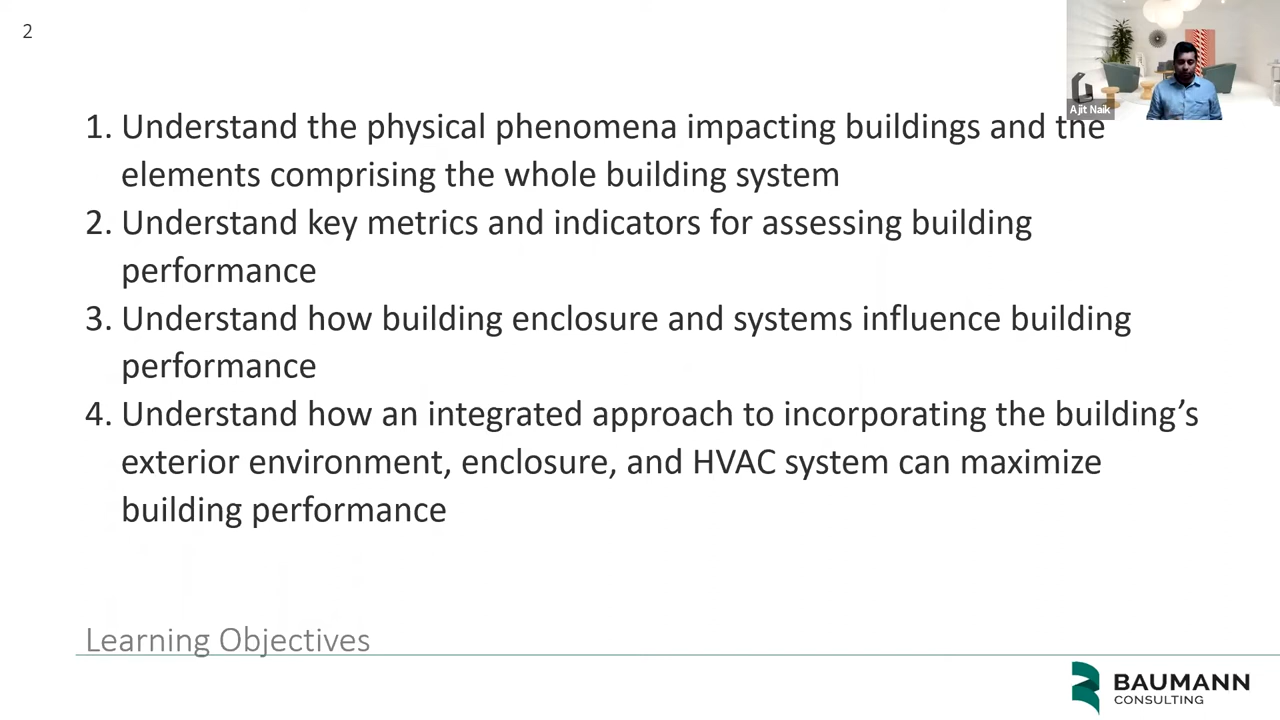 2
Ajit Naik
1. Understand the physical phenomena impacting buildings and the
elements comprising the whole building system
2. Understand key metrics and indicators for assessing building
performance
3. Understand how building enclosure and systems influence building
performance
4. Understand how an integrated approach to incorporating the building’s
exterior environment, enclosure, and HVAC system can maximize
building performance
Learning Objectives
BAUMANN
CONSULTING